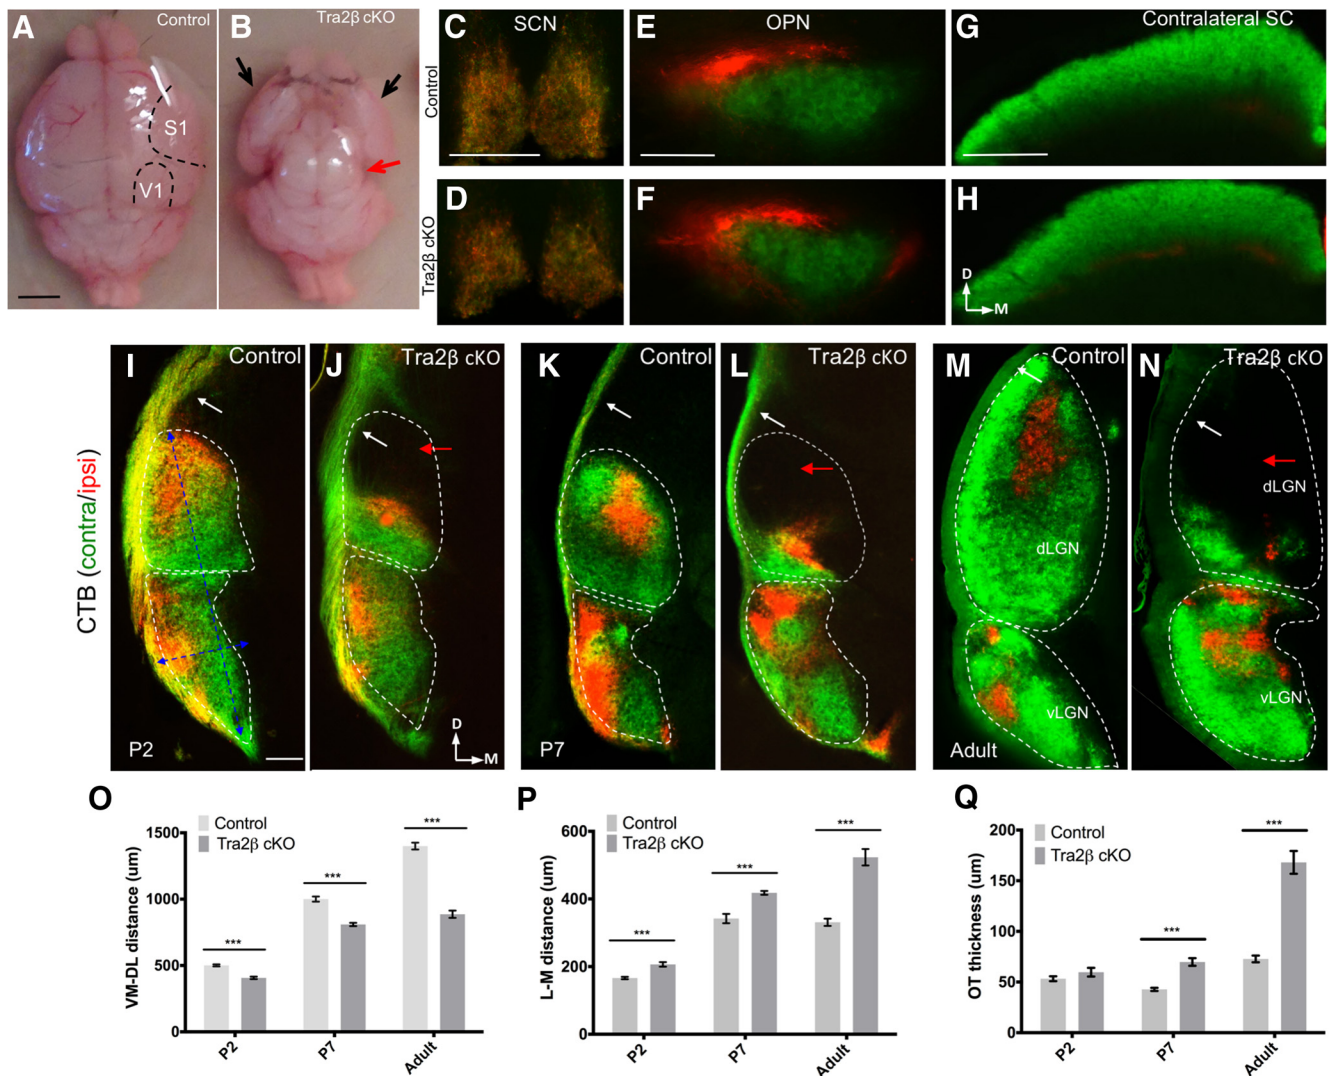 A Control
S1
V1
B Tra2β cKO
C SCN
Control
D
Tra2β cKO
E OPN
F
G Contralateral SC
H
D
M
CTB (contra/ipsi)
I Control
P2
J Tra2β cKO
D
M
K Control
P7
L Tra2β cKO
M Control
dLGN
vLGN
Adult
N Tra2β cKO
dLGN
vLGN
O
Control
Tra2β cKO
VM-DL distance (um)
1500
1000
500
0
***
***
***
P2
P7
Adult
P
Control
Tra2β cKO
L-M distance (um)
600
400
200
0
***
***
***
P2
P7
Adult
Q
Control
Tra2β cKO
OT thickness (um)
200
150
100
50
0
***
***
P2
P7
Adult